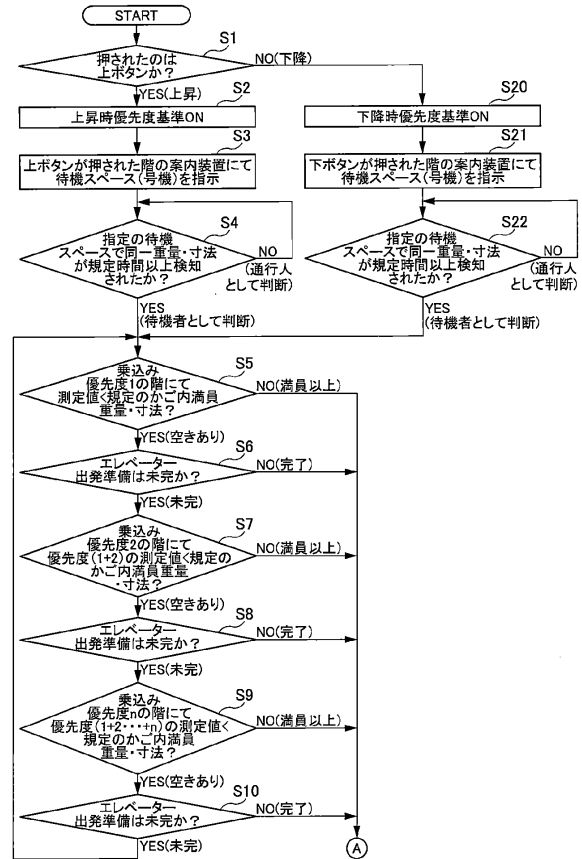 START
S1
押されたのは
上ボタンか?
NO(下降)
YES(上昇)
S2
上昇時優先度基準ON
S20
下降時優先度基準ON
S3
上ボタンが押された階の案内装置にて
待機スペース(号機)を指示
S21
下ボタンが押された階の案内装置にて
待機スペース(号機)を指示
S4
指定の待機
スペースで同一重量・寸法
が規定時間以上検知
されたか?
NO
(通行人
として判断)
YES
(待機者として判断)
S22
指定の待機
スペースで同一重量・寸法
が規定時間以上検知
されたか?
NO
(通行人
として判断)
YES
(待機者として判断)
S5
乗込み
優先度1の階にて
測定値<規定のかご内満員
重量・寸法?
NO(満員以上)
YES(空きあり)
S6
エレベーター
出発準備は未完か?
NO(完了)
YES(未完)
S7
乗込み
優先度2の階にて
優先度(1+2)の測定値<規定の
かご内満員重量
・寸法?
NO(満員以上)
YES(空きあり)
S8
エレベーター
出発準備は未完か?
NO(完了)
YES(未完)
S9
乗込み
優先度nの階にて
優先度(1+2・・・+n)の測定値<
規定のかご内満員
重量・寸法?
NO(満員以上)
YES(空きあり)
S10
エレベーター
出発準備は未完か?
NO(完了)
YES(未完)
A